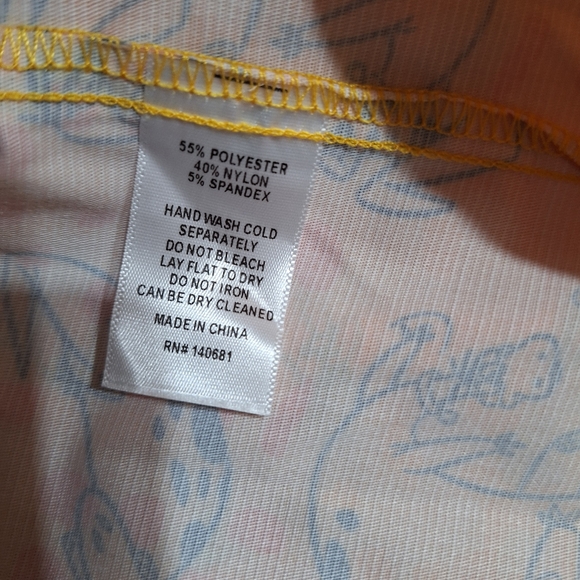 55% POLYESTER
40% NYLON
5% SPANDEX
HAND WASH COLD
SEPARATELY
DO NOT BLEACH
LAY FLAT TO DRY
DO NOT IRON
CAN BE DRY CLEANED
MADE IN CHINA
RN# 140681